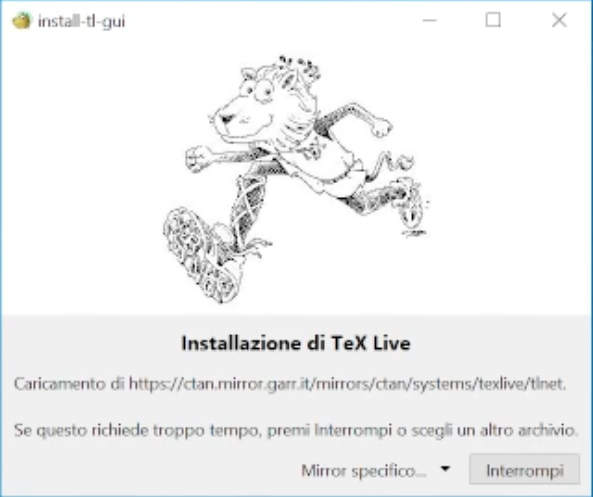 install-tl-gui
Installazione di TeX Live
Caricamento di https://ctan.mirror.garr.it/mirrors/ctan/systems/texlive/tlnet.
Se questo richiede troppo tempo, premi Interrompi o scegli un altro archivio.
Mirror specifico... Interrompi